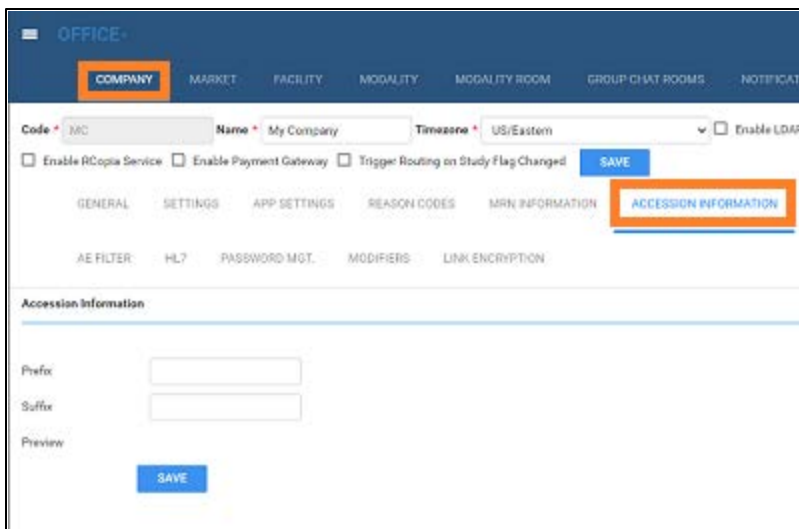 OFFICE-
COMPANY MARKET FACILITY MODALITY MODALITY ROOM GROUP CHAT ROOMS NOTIFICAT
Code * MC Name * My Company Timezone * US/Eastern Enable LDAP
Enable RCopia Service Enable Payment Gateway Trigger Routing on Study Flag Changed SAVE
GENERAL SETTINGS APP SETTINGS REASON CODES MRN INFORMATION ACCESSION INFORMATION
AE FILTER HL7 PASSWORD MGT. MODIFIERS LINK ENCRYPTION
Accession Information
Prefix
Suffix
Preview
SAVE